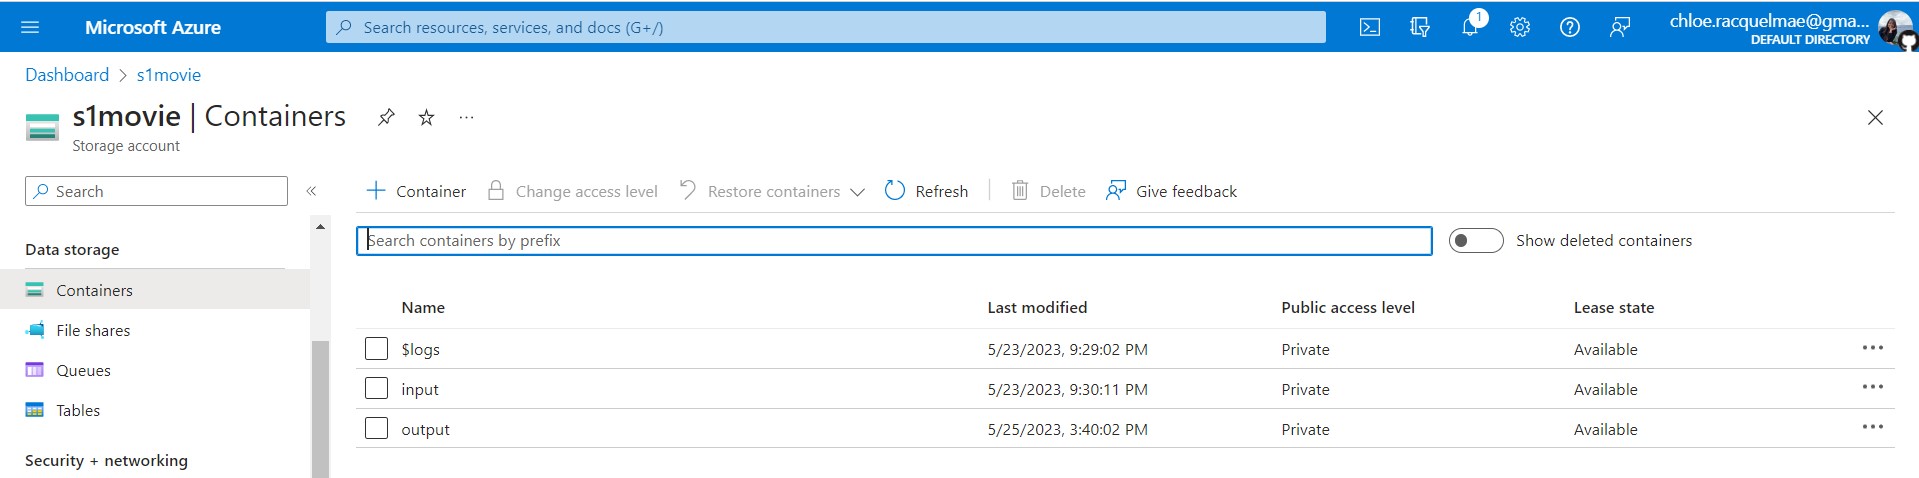 Microsoft Azure
Search resources, services, and docs (G+/)
1
chloe.racquelmae@gma...
DEFAULT DIRECTORY
Dashboard > s1movie
s1movie | Containers
...
Storage account
Search
«
Container
Change access level
Restore containers
Refresh
Delete
Give feedback
Search containers by prefix
Show deleted containers
Data storage
Containers
File shares
Queues
Tables
Security + networking
Name Last modified Public access level Lease state
$logs 5/23/2023, 9:29:02 PM Private Available ...
input 5/23/2023, 9:30:11 PM Private Available ...
output 5/25/2023, 3:40:02 PM Private Available ...